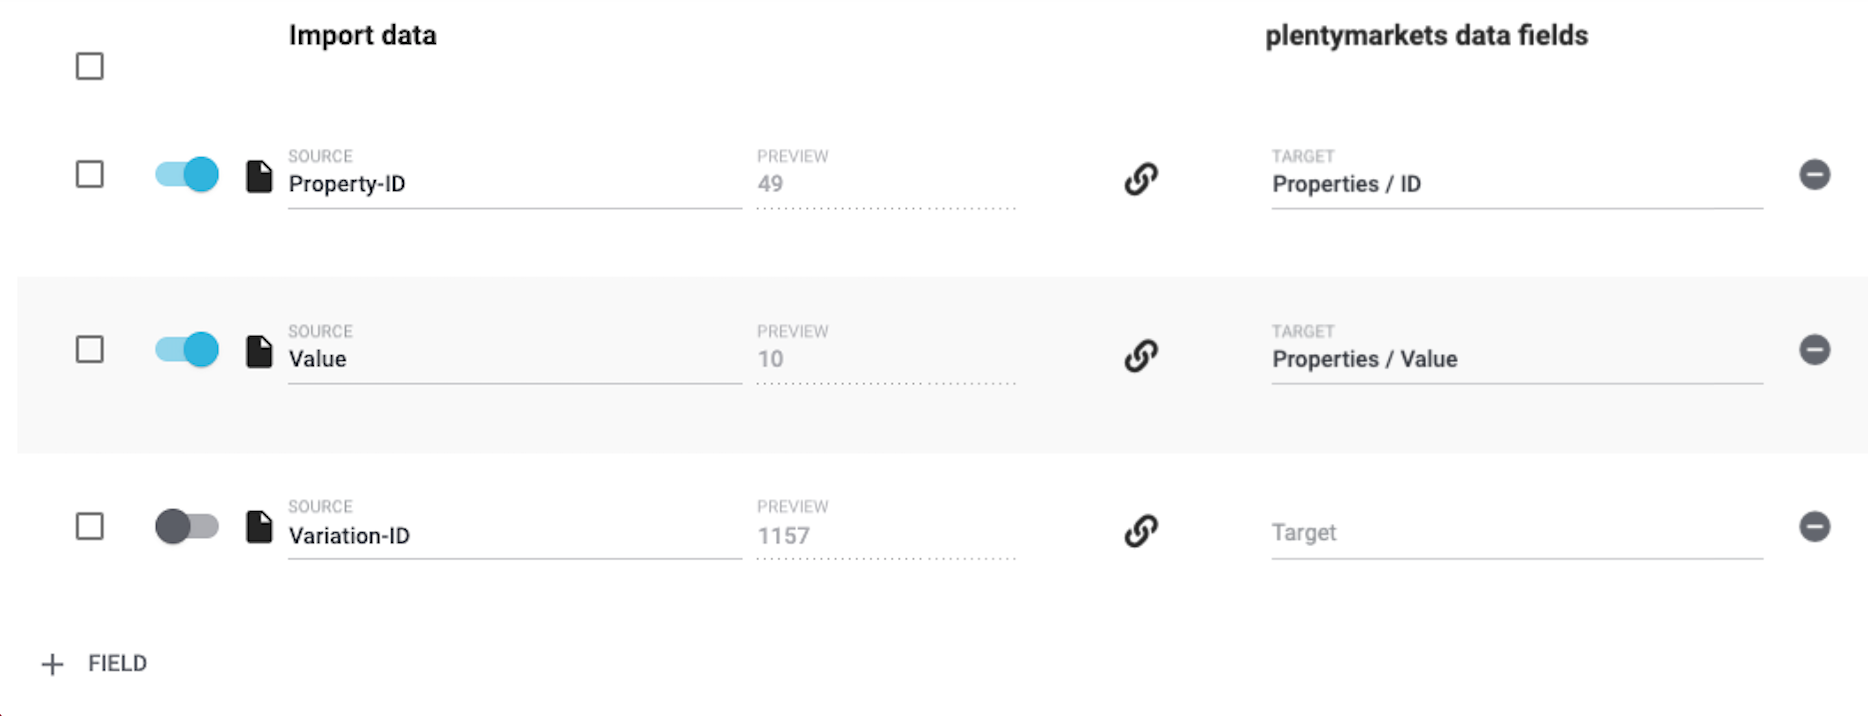 Import data
plentymarkets data fields
SOURCE
Property-ID
PREVIEW
49
TARGET
Properties / ID
SOURCE
Value
PREVIEW
10
TARGET
Properties / Value
SOURCE
Variation-ID
PREVIEW
1157
Target
+ FIELD